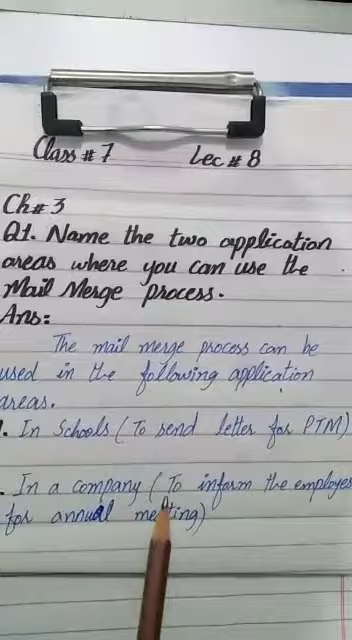 Class # 7 Lec # 8
Ch# 3
Q1. Name the two application
areas where you can use the
Mail Merge process.
Ans:
The mail merge process can be
used in the following application
areas.
. In Schools ( To send letter for PTM)
. In a company ( To inform the employes
for annual meeting)